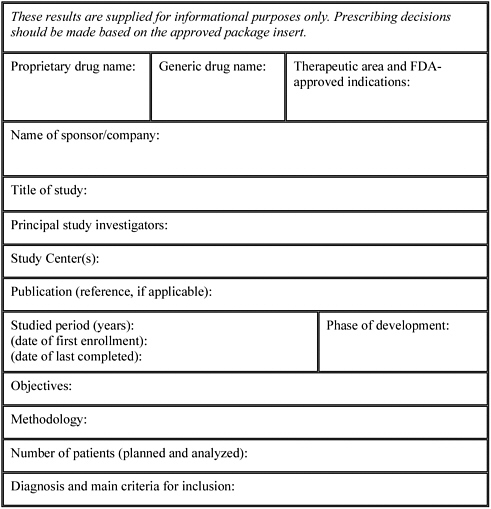 These results are supplied for informational purposes only. Prescribing decisions
should be made based on the approved package insert.
Proprietary drug name:
Generic drug name:
Therapeutic area and FDA-
approved indications:
Name of sponsor/company:
Title of study:
Principal study investigators:
Study Center(s):
Publication (reference, if applicable):
Studied period (years):
(date of first enrollment):
(date of last completed):
Phase of development:
Objectives:
Methodology:
Number of patients (planned and analyzed):
Diagnosis and main criteria for inclusion: